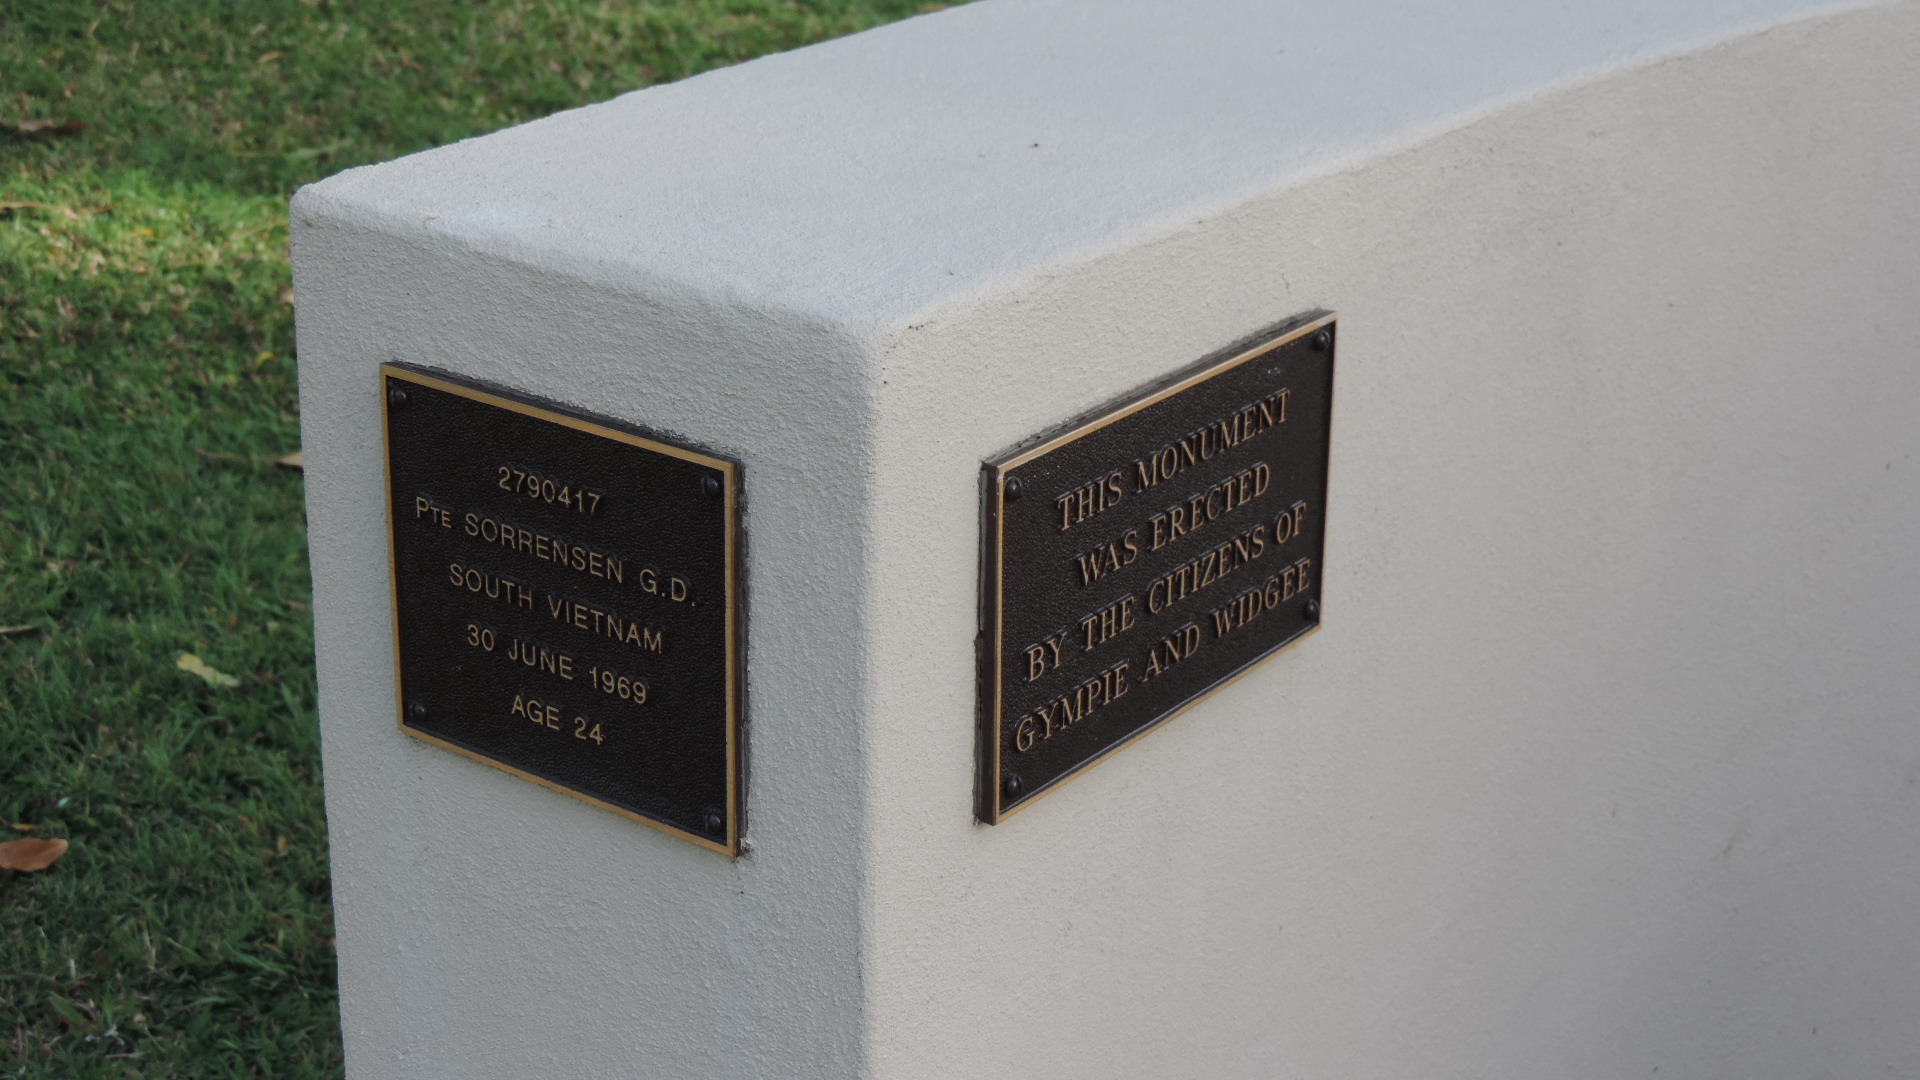 2790417
PTE SORRENSEN G.D.
SOUTH VIETNAM
30 JUNE 1969
AGE 24
THIS MONUMENT
WAS ERECTED
BY THE CITIZENS OF
GYMPIE AND WIDGEE